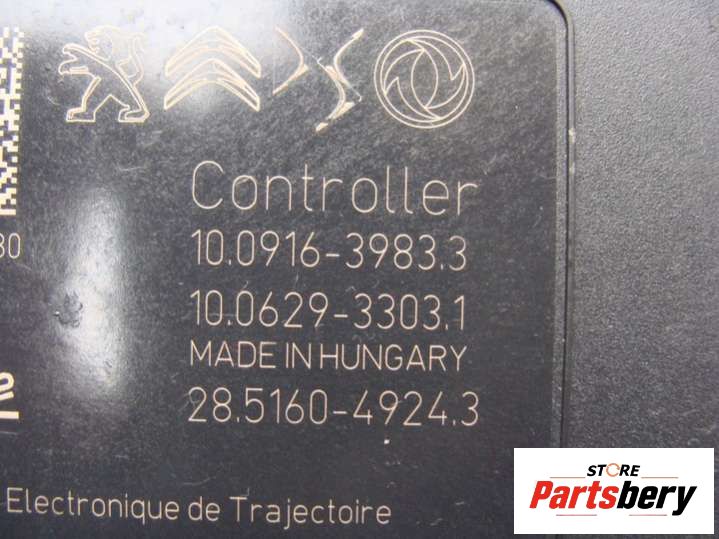 Controller
10.0916-3983.3
30
10.0629-3303.1
MADE IN HUNGARY
28.5160-4924.3
Electronique de Trajectoire
STORE
Partsbery